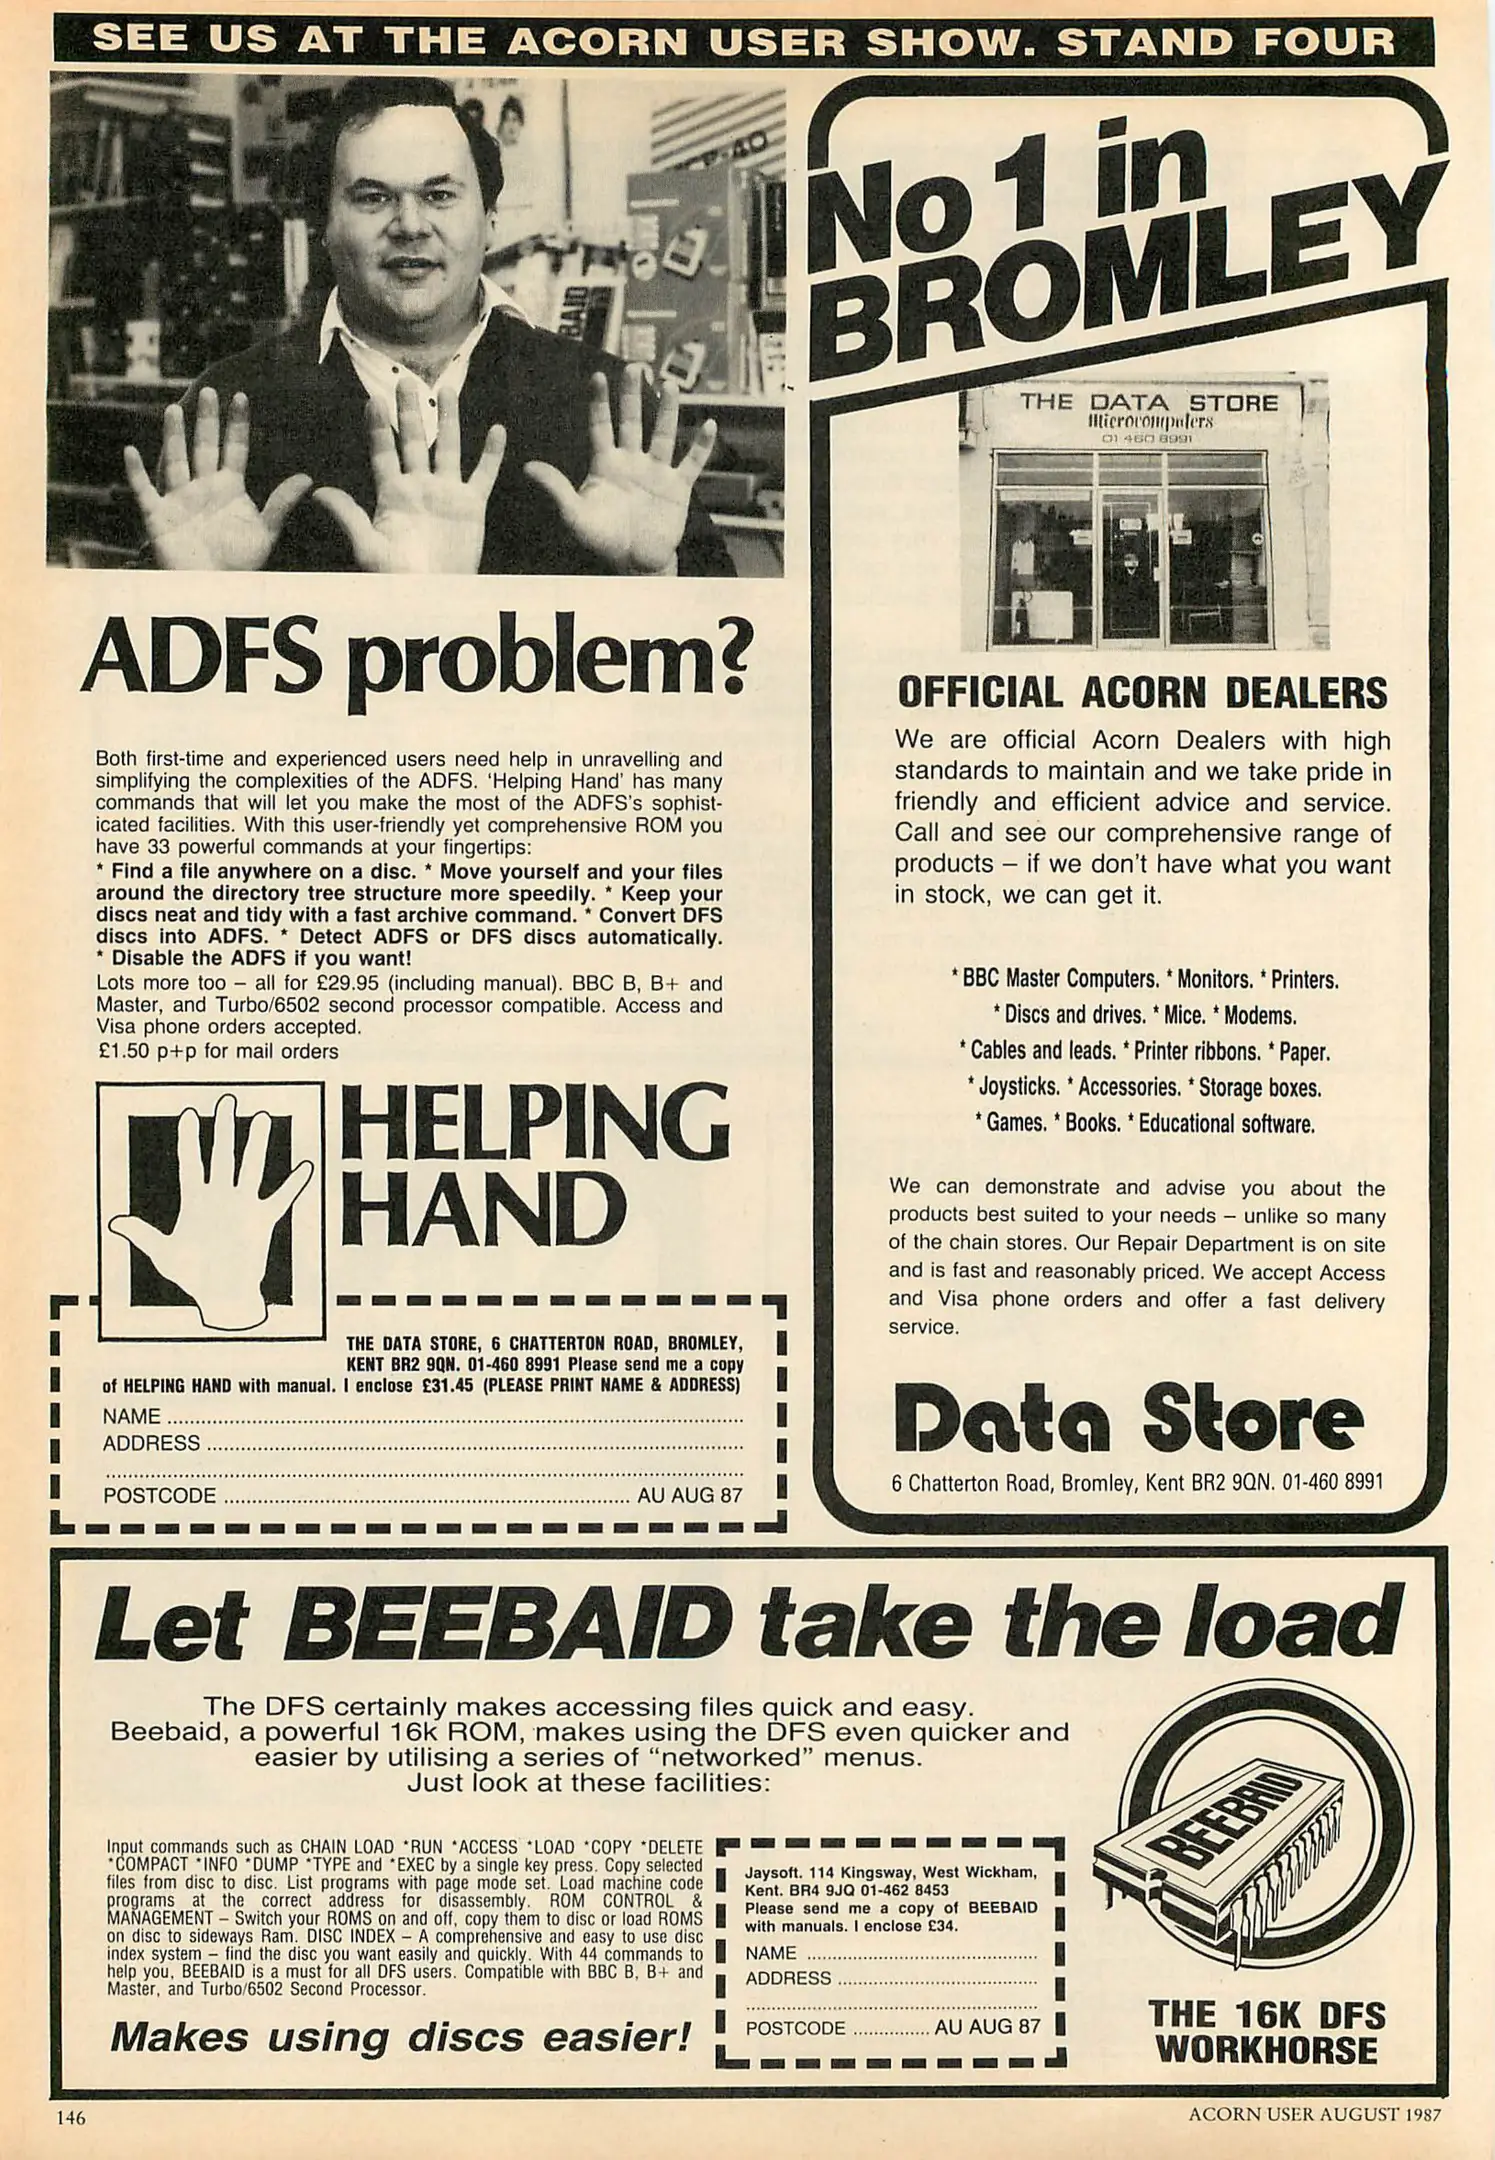 SEE US AT THE ACORN USER SHOW. STAND FOUR
ADFS problem?
Both first-time and experienced users need help in unravelling and
simplifying the complexities of the ADFS. ‘Helping Hand’ has many
commands that will let you make the most of the ADFS's sophist-
icated facilities. With this user-friendly yet comprehensive ROM you
have 33 powerful commands at your fingertips:
* Find a file anywhere on a disc. * Move yourself and your files
around the directory tree structure more speedily. * Keep your
discs neat and tidy with a fast archive command. * Convert DFS
discs into ADFS. * Detect ADFS or DFS discs automatically.
* Disable the ADFS if you want!
Lots more too – all for £29.95 (including manual). BBC B, B+ and
Master, and Turbo/6502 second processor compatible. Access and
Visa phone orders accepted.
£1.50 p+p for mail orders
HELPING
HAND
THE DATA STORE, 6 CHATTERTON ROAD, BROMLEY,
KENT BR2 9QN. 01-460 8991 Please send me a copy
of HELPING HAND with manual. I enclose £31.45 (PLEASE PRINT NAME & ADDRESS)
NAME
ADDRESS
POSTCODE AU AUG 87
No 1 in
BROMLEY
THE DATA STORE
Microcomputers
01 460 8991
OFFICIAL ACORN DEALERS
We are official Acorn Dealers with high
standards to maintain and we take pride in
friendly and efficient advice and service.
Call and see our comprehensive range of
products – if we don't have what you want
in stock, we can get it.
* BBC Master Computers. * Monitors. * Printers.
* Discs and drives. * Mice. * Modems.
* Cables and leads. * Printer ribbons. * Paper.
* Joysticks. * Accessories. * Storage boxes.
* Games. * Books. * Educational software.
We can demonstrate and advise you about the
products best suited to your needs – unlike so many
of the chain stores. Our Repair Department is on site
and is fast and reasonably priced. We accept Access
and Visa phone orders and offer a fast delivery
service.
Data Store
6 Chatterton Road, Bromley, Kent BR2 9QN. 01-460 8991
Let BEEBAID take the load
The DFS certainly makes accessing files quick and easy.
Beebaid, a powerful 16k ROM, makes using the DFS even quicker and
easier by utilising a series of “networked” menus.
Just look at these facilities:
Input commands such as CHAIN LOAD *RUN *ACCESS *LOAD *COPY *DELETE
*COMPACT *INFO *DUMP *TYPE and *EXEC by a single key press. Copy selected
files from disc to disc. List programs with page mode set. Load machine code
programs at the correct address for disassembly. ROM CONTROL &
MANAGEMENT – Switch your ROMS on and off, copy them to disc or load ROMS
on disc to sideways Ram. DISC INDEX – A comprehensive and easy to use disc
index system – find the disc you want easily and quickly. With 44 commands to
help you, BEEBAID is a must for all DFS users. Compatible with BBC B, B+ and
Master, and Turbo/6502 Second Processor.
Makes using discs easier!
Jaysoft. 114 Kingsway, West Wickham,
Kent. BR4 9JQ 01-462 8453
Please send me a copy of BEEBAID
with manuals. I enclose £34.
NAME
ADDRESS
POSTCODE AU AUG 87
BEEBAID
THE 16K DFS
WORKHORSE
146
ACORN USER AUGUST 1987